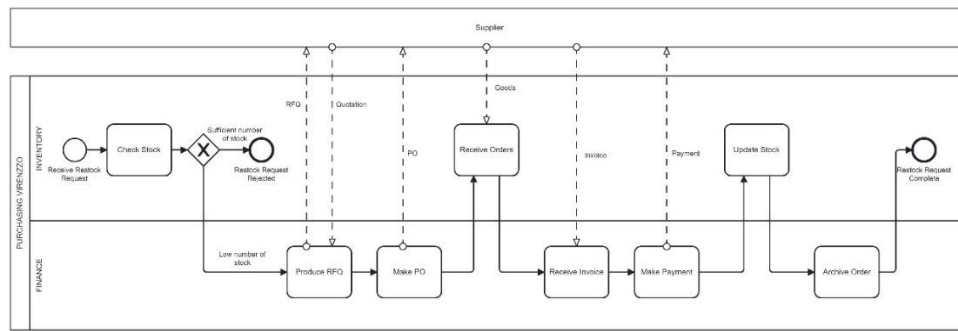 Supplier
RFQ
Quotation
PO
Goods
Invoice
Payment
PURCHASING VIRENZZO
INVENTORY
Receive Restock
Request
Check Stock
Sufficient number
of stock
Restock Request
Rejected
Receive Orders
Update Stock
Restock Request
Complete
FINANCE
Low number of
stock
Produce RFQ
Make PO
Receive Invoice
Make Payment
Archive Order